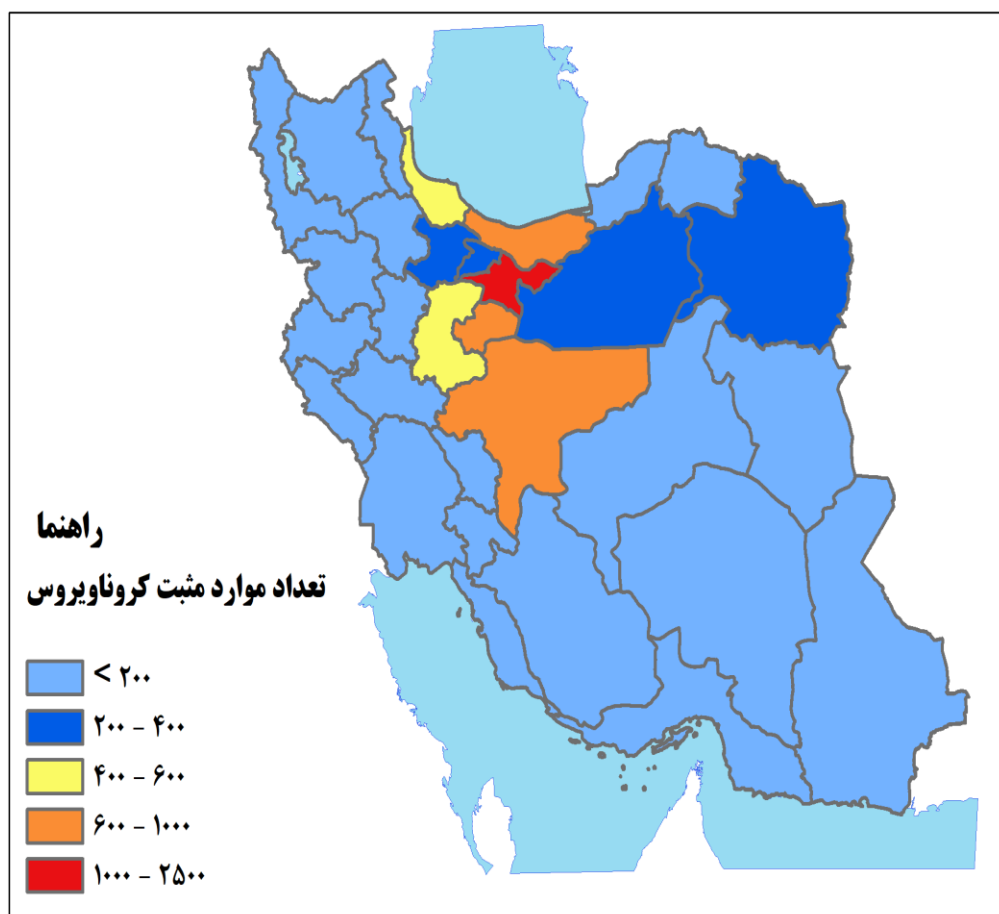 راهنما
تعداد موارد مثبت کروناویروس
< ۲۰۰
۲۰۰ - ۴۰۰
۴۰۰ - ۶۰۰
۶۰۰ - ۱۰۰۰
۱۰۰۰ - ۲۵۰۰